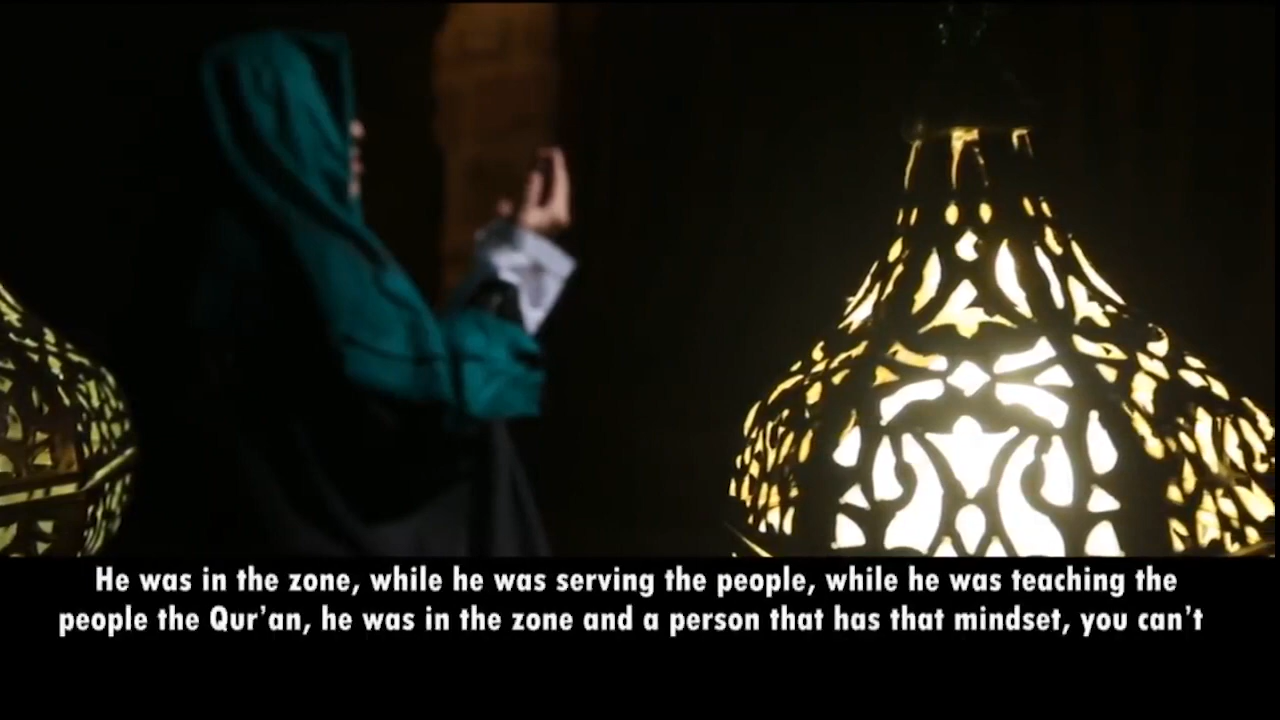 He was in the zone, while he was serving the people, while he was teaching the
people the Qur'an, he was in the zone and a person that has that mindset, you can't